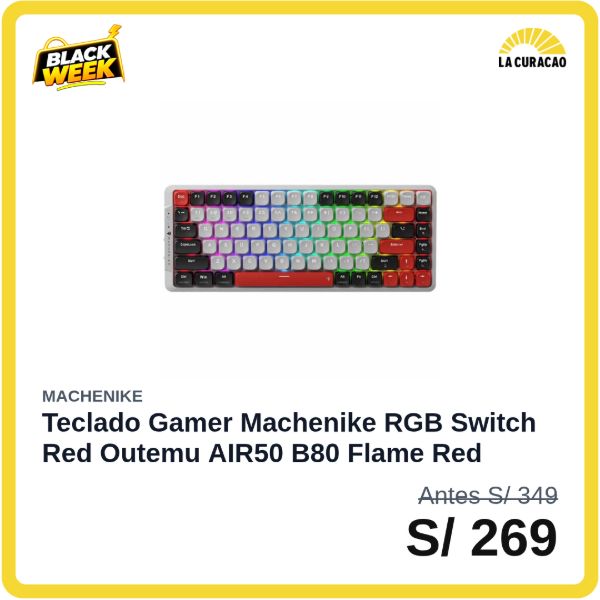 BLACK
WEEK
LA CURACAO
MACHENIKE
Teclado Gamer Machenike RGB Switch
Red Outemu AIR50 B80 Flame Red
Antes S/ 349
S/ 269